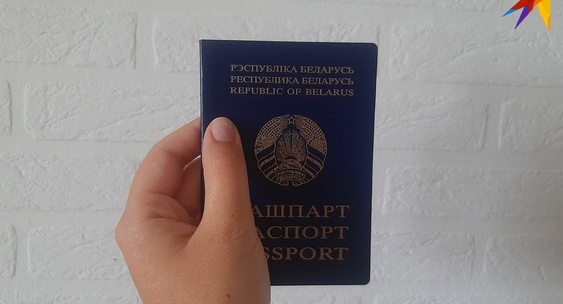 РЭСПУБЛІКА БЕЛАРУСЬ
РЕСПУБЛИКА БЕЛАРУСЬ
REPUBLIC OF BELARUS
АШПАРТ
АСПОРТ
SSPORT